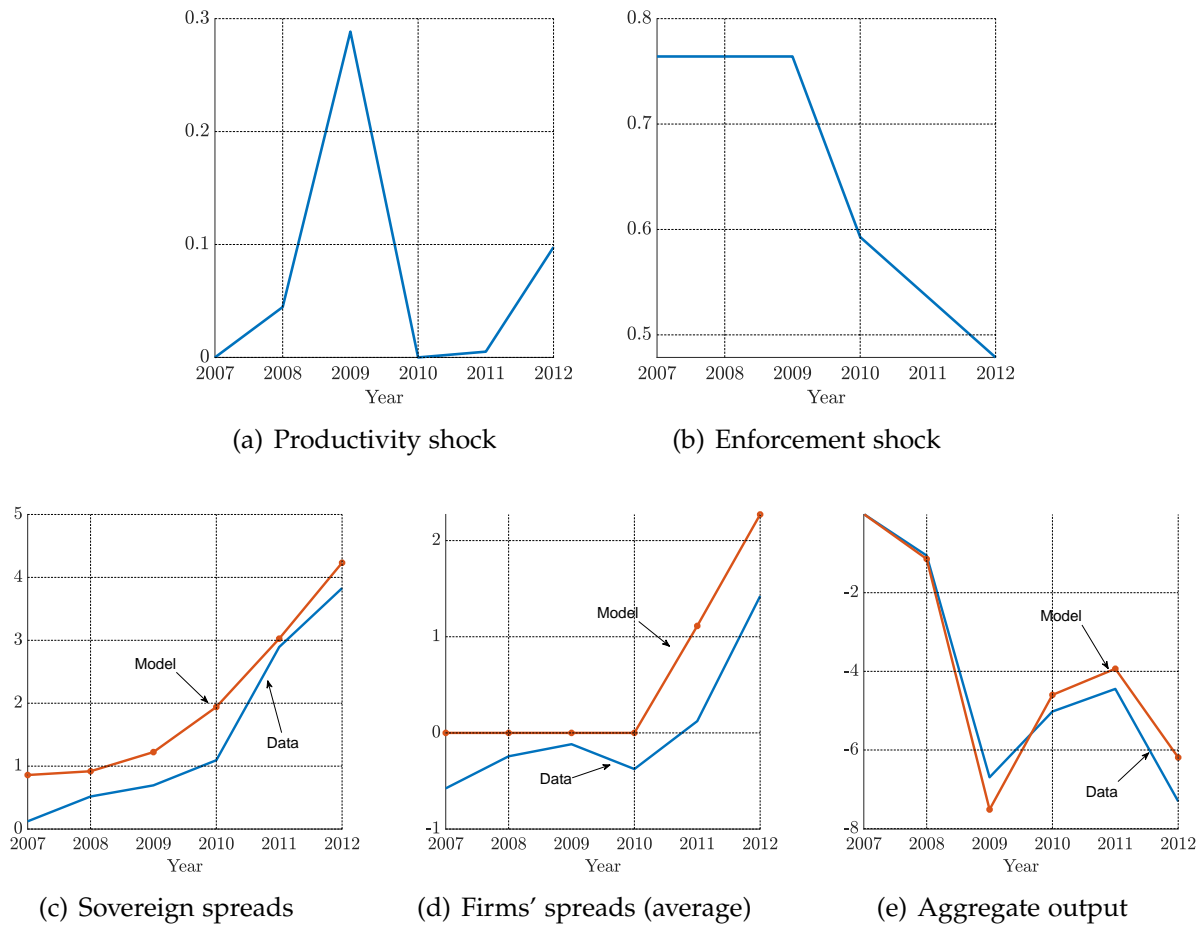 0.3
0.2
0.1
0
2007 2008 2009 2010 2011 2012
Year
(a) Productivity shock
0.8
0.7
0.6
0.5
2007 2008 2009 2010 2011 2012
Year
(b) Enforcement shock
5
4
3
2
1
0
Model
Data
2007 2008 2009 2010 2011 2012
Year
(c) Sovereign spreads
2
1
0
-1
Model
Data
2007 2008 2009 2010 2011 2012
Year
(d) Firms' spreads (average)
-2
-4
-6
-8
Model
Data
2007 2008 2009 2010 2011 2012
Year
(e) Aggregate output